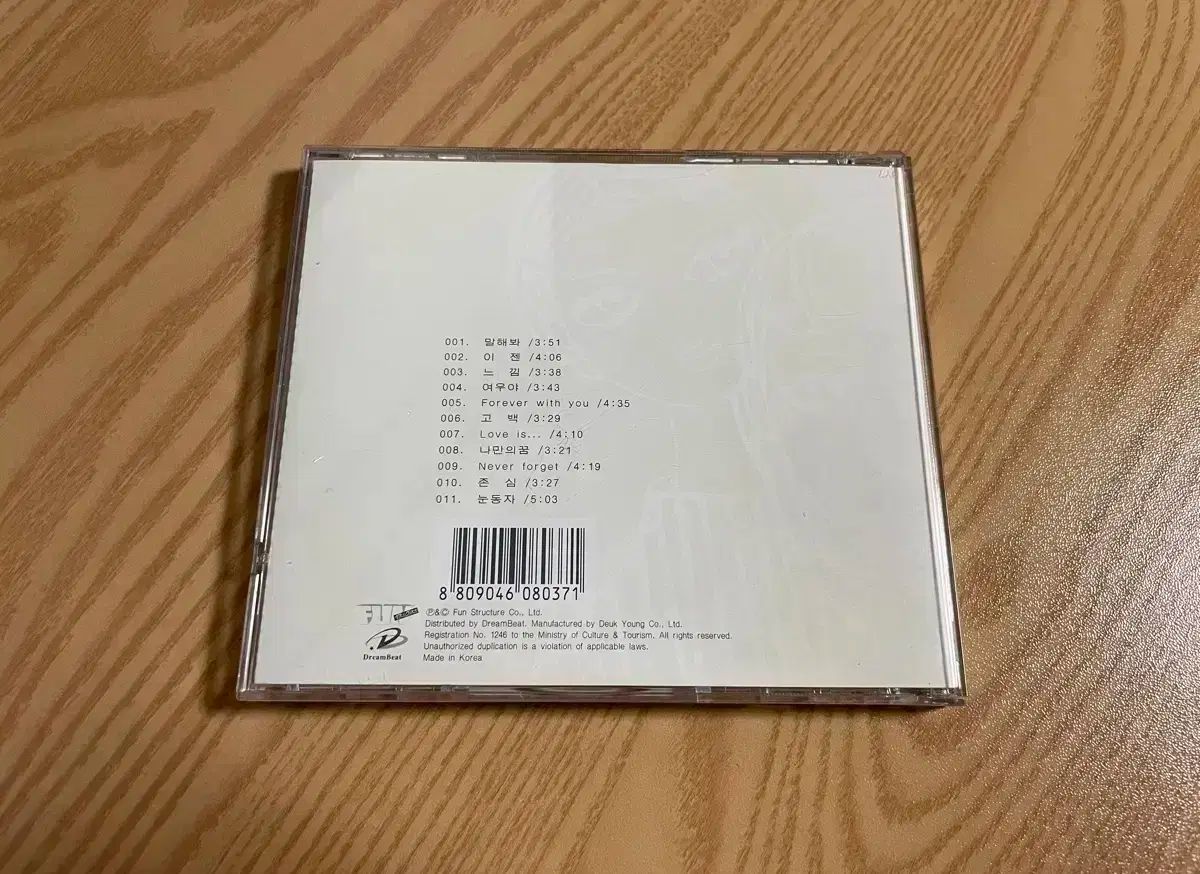 001. 말해봐 /3:51
002. 이 젠 /4:06
003. 느 낌 /3:38
004. 여우야 /3:43
005. Forever with you /4:35
006. 고 백 /3:29
007. Love is... /4:10
008. 나만의꿈 /3:21
009. Never forget /4:19
010. 존 심 /3:27
011. 눈동자 /5:03
8 809046 080371
FUN
℗&© Fun Structure Co., Ltd.
Distributed by DreamBeat. Manufactured by Deuk Young Co., Ltd.
Registration No. 1246 to the Ministry of Culture & Tourism. All rights reserved.
Unauthorized duplication is a violation of applicable laws.
Made in Korea
DreamBeat